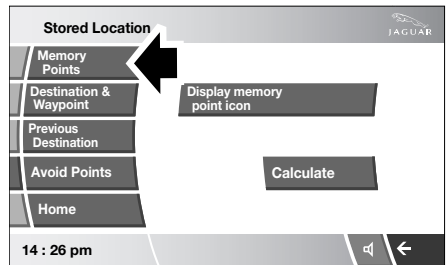 Stored Location
JAGUAR
Memory
Points
Destination &
Waypoint
Display memory
point icon
Previous
Destination
Avoid Points
Calculate
Home
14 : 26 pm